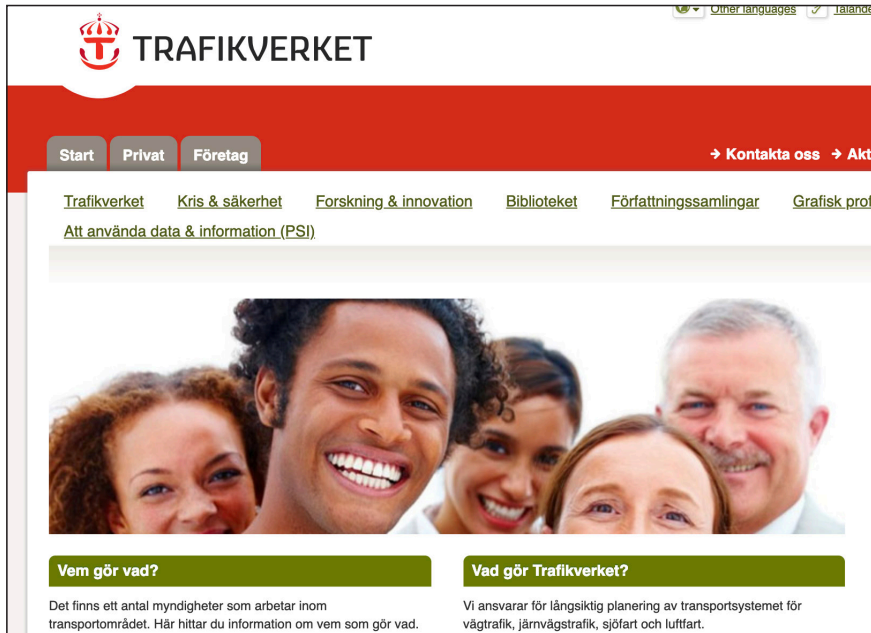 Other languages
TRAFIKVERKET
Start Privat Företag → Kontakta oss →
Trafikverket Kris & säkerhet Forskning & innovation Biblioteket Författningssamlingar Grafisk
Att använda data & information (PSI)
Vem gör vad? Vad gör Trafikverket?
Det finns ett antal myndigheter som arbetar inom
transportområdet. Här hittar du information om vem som gör vad.
Vi ansvarar för långsiktig planering av transportsystemet för
vägtrafik, järnvägstrafik, sjöfart och luftfart.